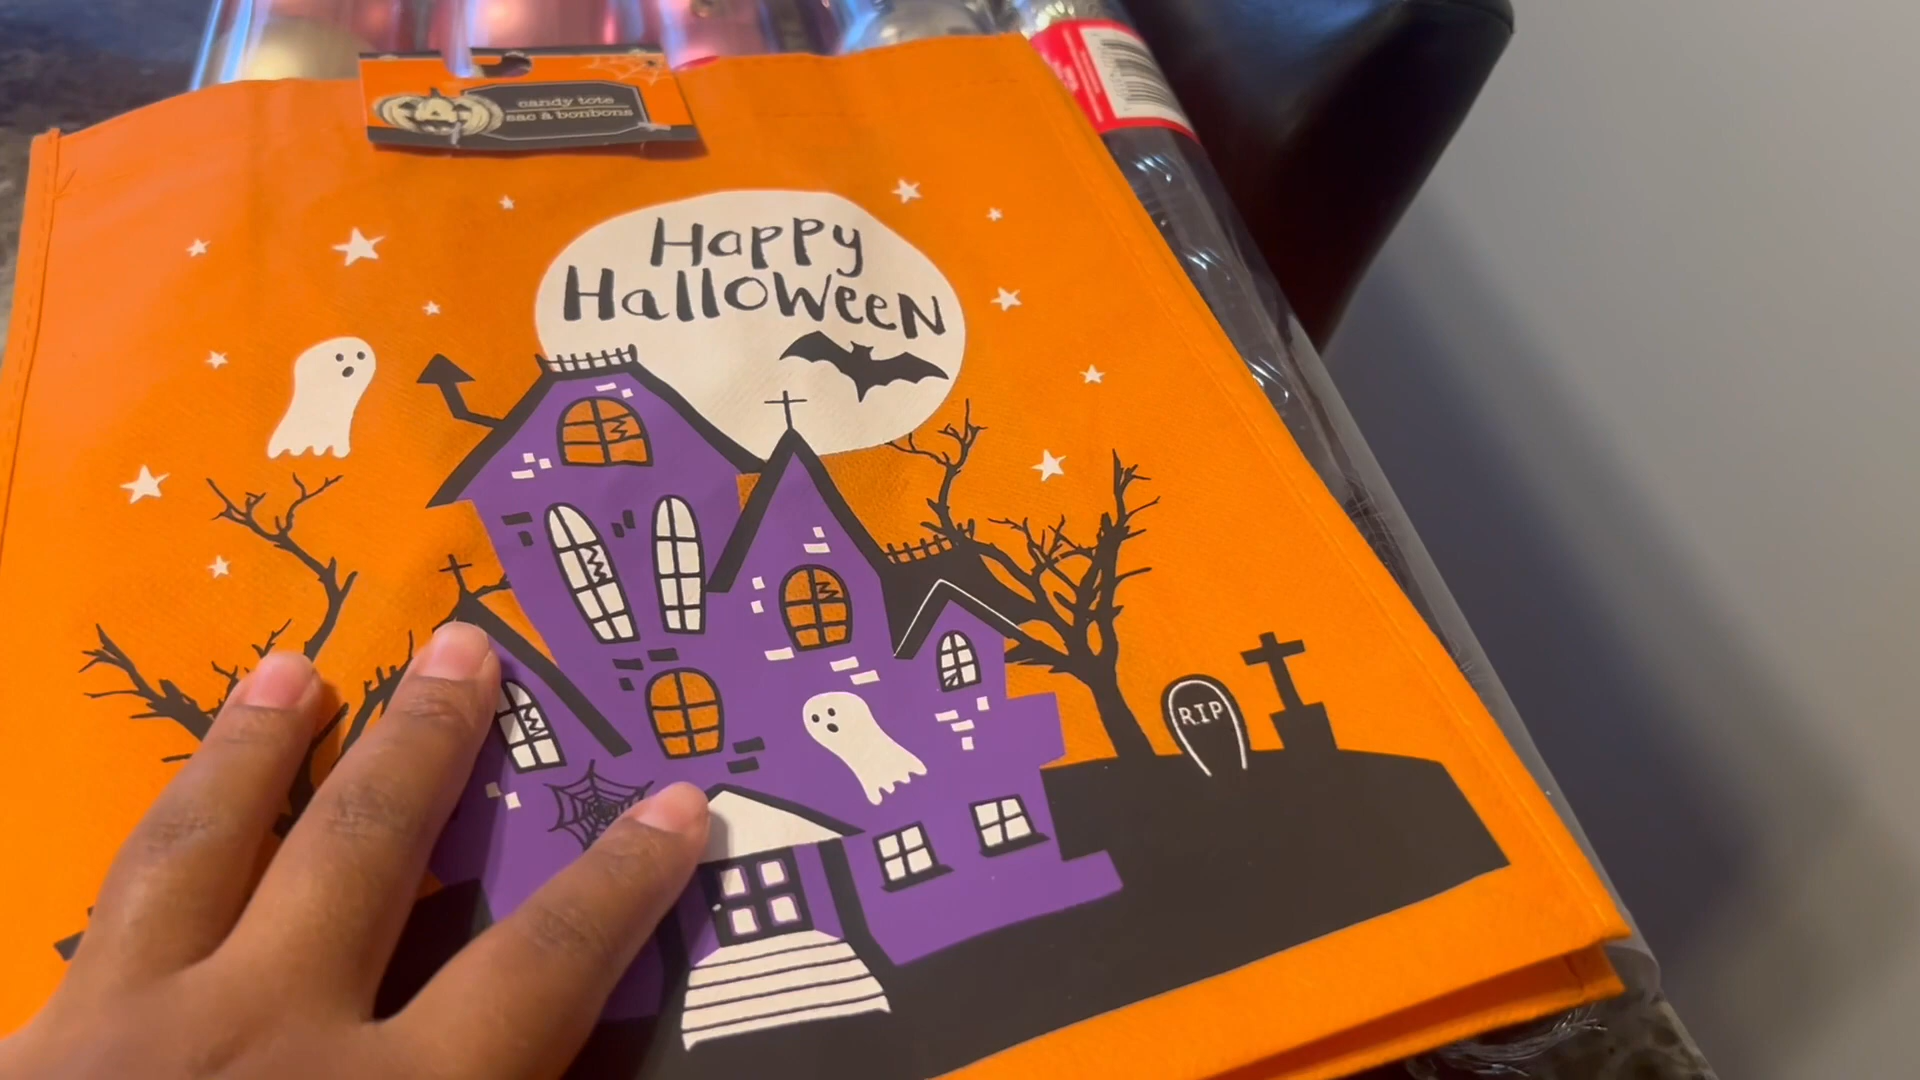 candy tote
sac à bonbons
Happy
HalloweeN
RIP